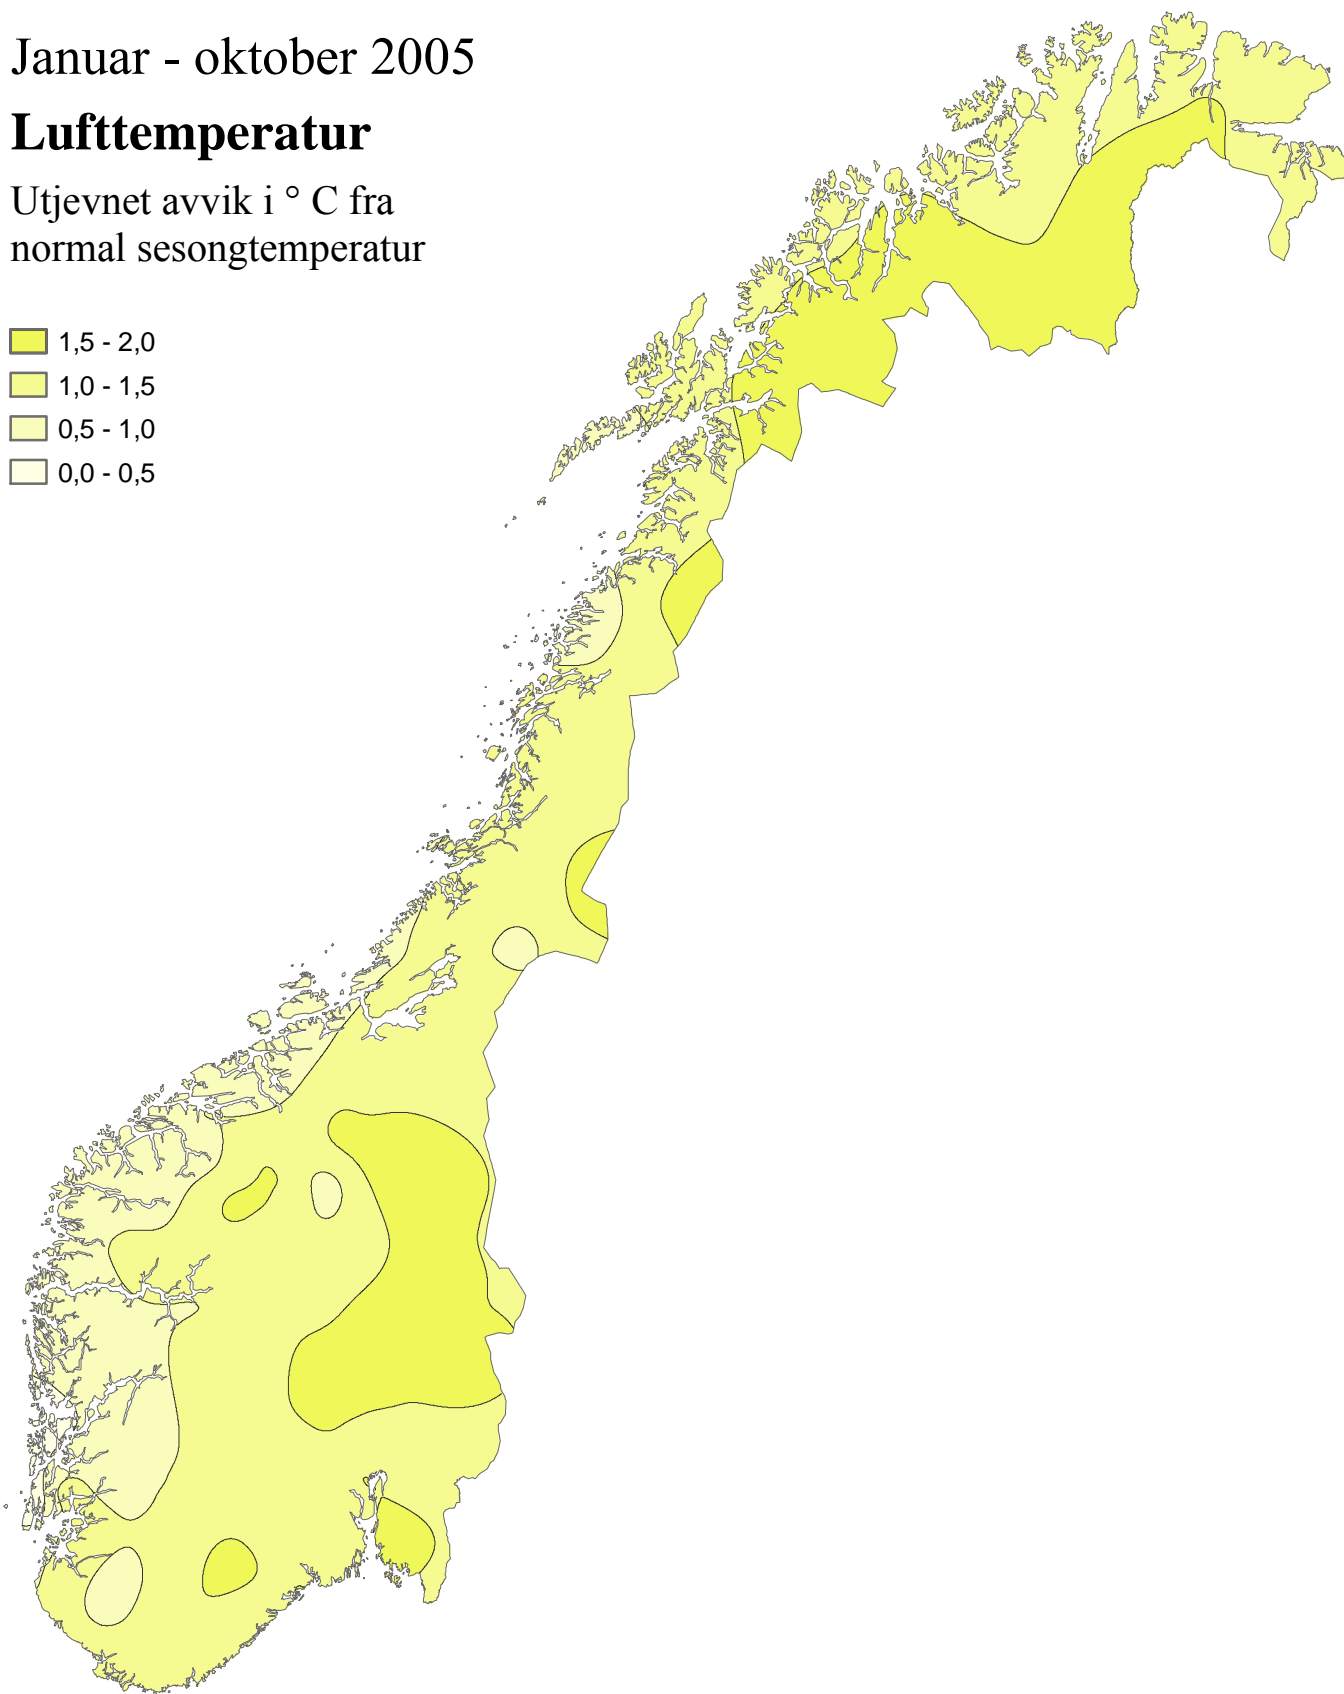 Januar - oktober 2005
Lufttemperatur
Utjevnet avvik i ° C fra
normal sesongtemperatur
1,5 - 2,0
1,0 - 1,5
0,5 - 1,0
0,0 - 0,5